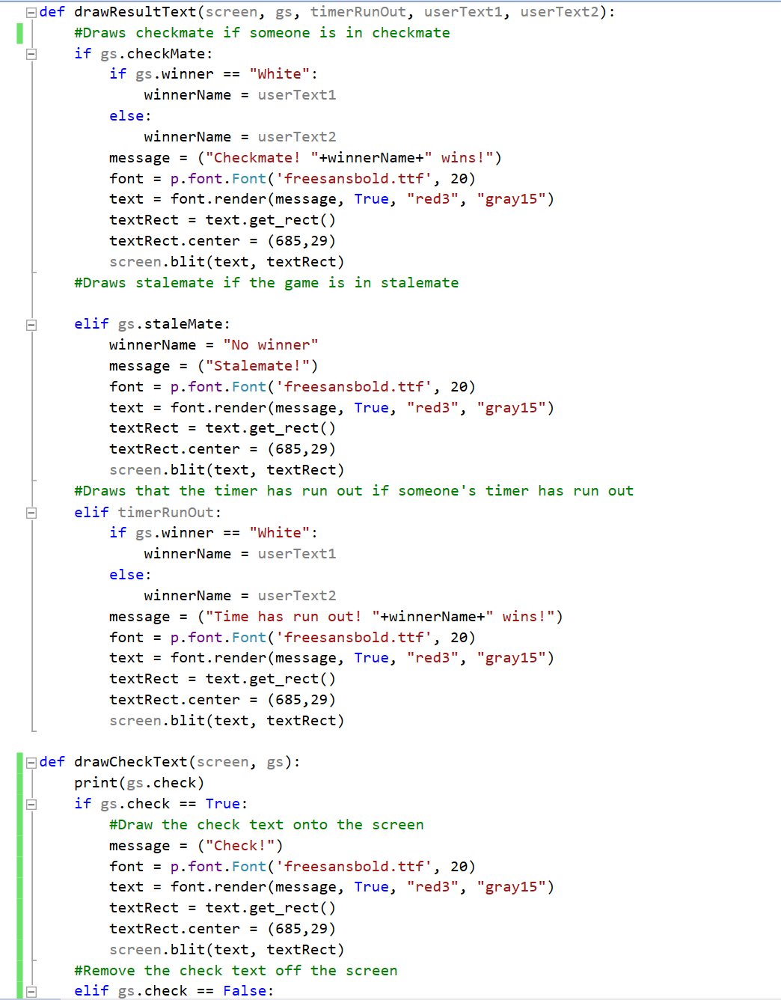 def drawResultText(screen, gs, timerRunOut, userText1, userText2):
    #Draws checkmate if someone is in checkmate
    if gs.checkMate:
        if gs.winner == "White":
            winnerName = userText1
        else:
            winnerName = userText2
        message = ("Checkmate! "+winnerName+" wins!")
        font = p.font.Font('freesansbold.ttf', 20)
        text = font.render(message, True, "red3", "gray15")
        textRect = text.get_rect()
        textRect.center = (685,29)
        screen.blit(text, textRect)
    #Draws stalemate if the game is in stalemate

    elif gs.staleMate:
        winnerName = "No winner"
        message = ("Stalemate!")
        font = p.font.Font('freesansbold.ttf', 20)
        text = font.render(message, True, "red3", "gray15")
        textRect = text.get_rect()
        textRect.center = (685,29)
        screen.blit(text, textRect)
    #Draws that the timer has run out if someone's timer has run out
    elif timerRunOut:
        if gs.winner == "White":
            winnerName = userText1
        else:
            winnerName = userText2
        message = ("Time has run out! "+winnerName+" wins!")
        font = p.font.Font('freesansbold.ttf', 20)
        text = font.render(message, True, "red3", "gray15")
        textRect = text.get_rect()
        textRect.center = (685,29)
        screen.blit(text, textRect)

def drawCheckText(screen, gs):
    print(gs.check)
    if gs.check == True:
        #Draw the check text onto the screen
        message = ("Check!")
        font = p.font.Font('freesansbold.ttf', 20)
        text = font.render(message, True, "red3", "gray15")
        textRect = text.get_rect()
        textRect.center = (685,29)
        screen.blit(text, textRect)
    #Remove the check text off the screen
    elif gs.check == False: